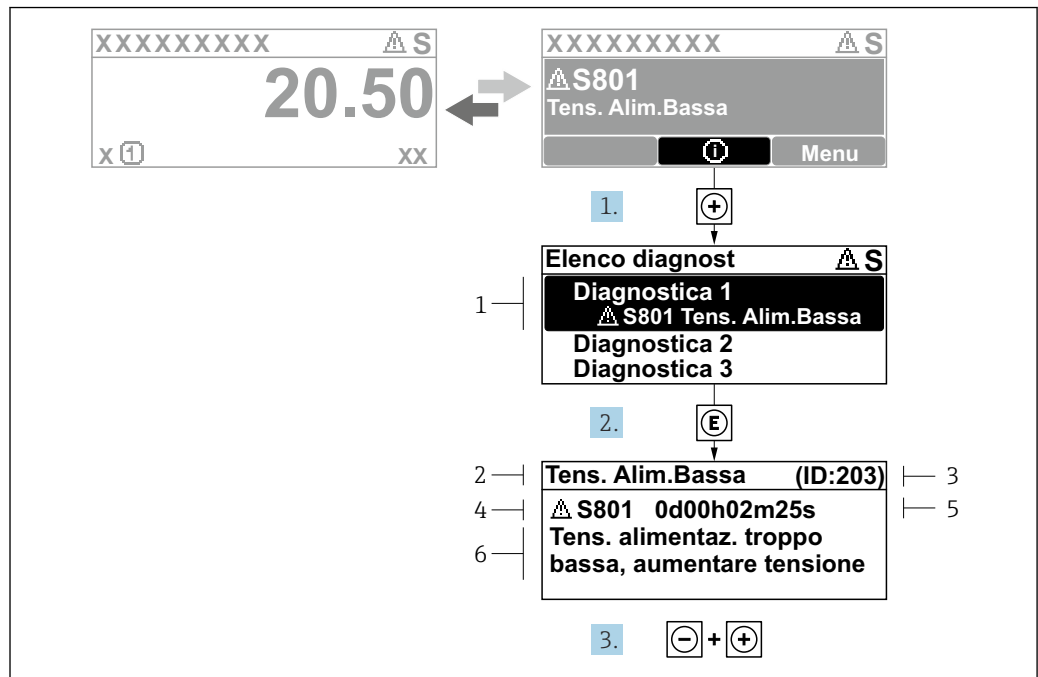 XXXXXXXXX ⚠ S
20.50
X ① XX
XXXXXXXXX ⚠ S
⚠ S801
Tens. Alim.Bassa
ⓘ Menu
1. +
Elenco diagnost ⚠ S
1
Diagnostica 1
⚠ S801 Tens. Alim.Bassa
Diagnostica 2
Diagnostica 3
2. E
2 Tens. Alim.Bassa (ID:203) 3
4 ⚠ S801 0d00h02m25s 5
6
Tens. alimentaz. troppo
bassa, aumentare tensione
3. - + +